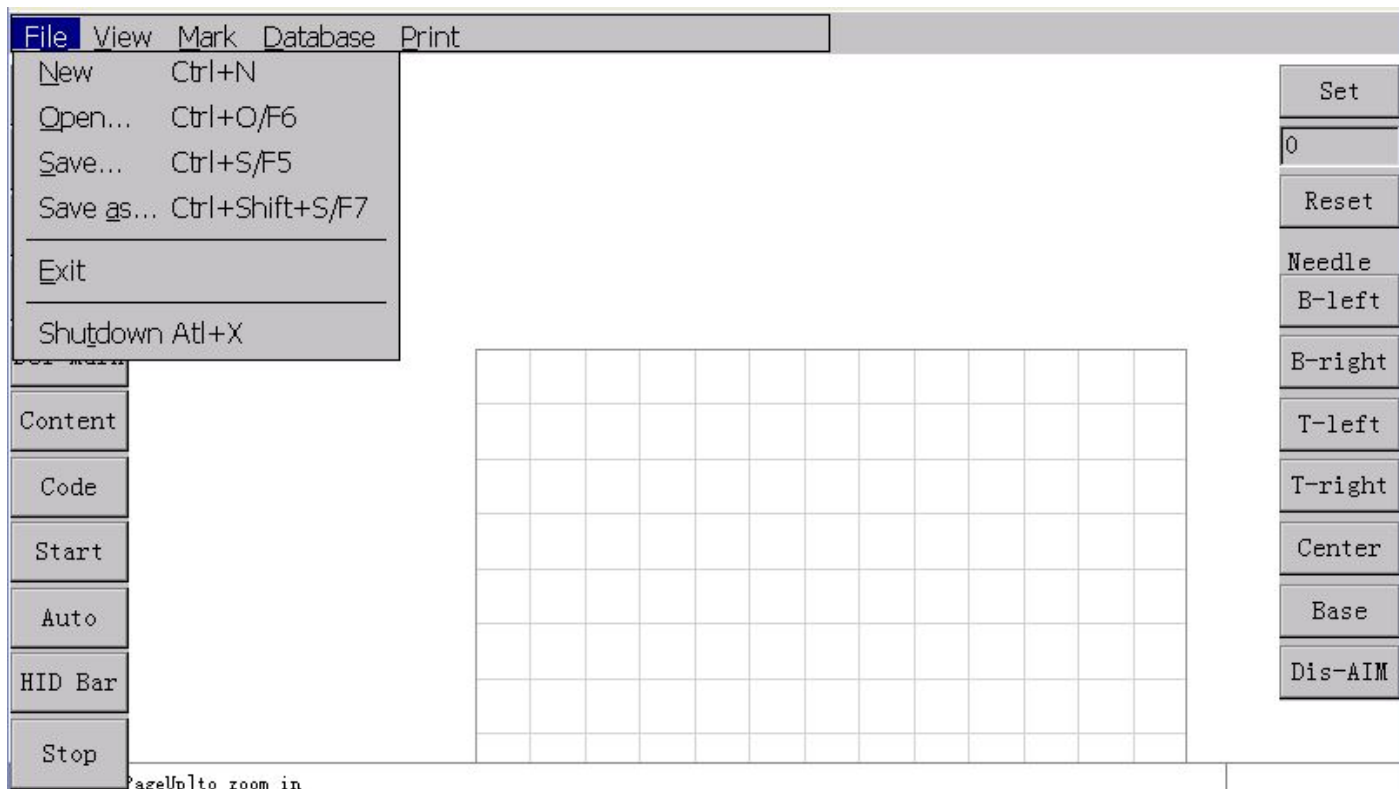 File View Mark Database Print
New Ctrl+N
Open... Ctrl+O/F6
Save... Ctrl+S/F5
Save as... Ctrl+Shift+S/F7
Exit
Shutdown Atl+X
Content
Code
Start
Auto
HID Bar
Stop
Set
0
Reset
Needle
B-left
B-right
T-left
T-right
Center
Base
Dis-AIM
PageUp]to zoom in